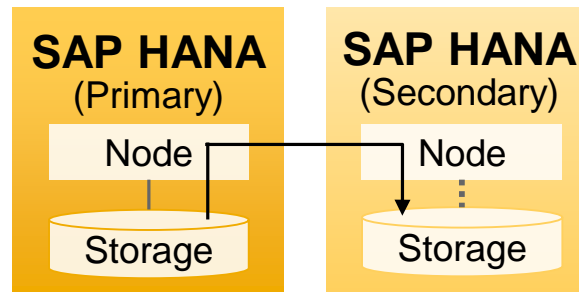 SAP HANA
(Primary)
Node
Storage
SAP HANA
(Secondary)
Node
Storage